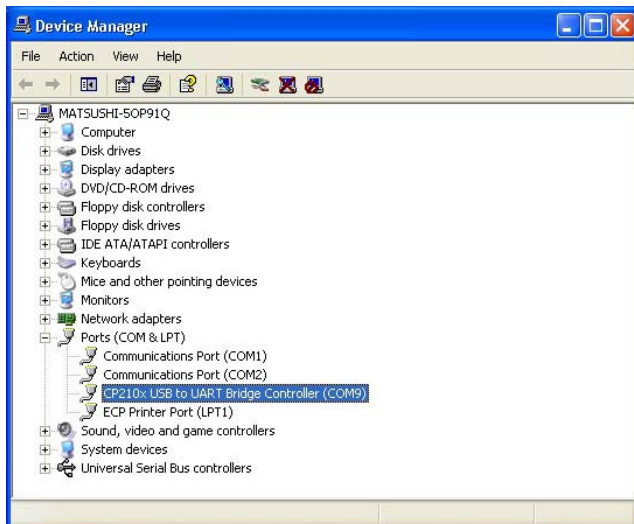 Device Manager
File Action View Help
MATSUSHI-5OP91Q
Computer
Disk drives
Display adapters
DVD/CD-ROM drives
Floppy disk controllers
Floppy disk drives
IDE ATA/ATAPI controllers
Keyboards
Mice and other pointing devices
Monitors
Network adapters
Ports (COM & LPT)
Communications Port (COM1)
Communications Port (COM2)
CP210x USB to UART Bridge Controller (COM9)
ECP Printer Port (LPT1)
Sound, video and game controllers
System devices
Universal Serial Bus controllers